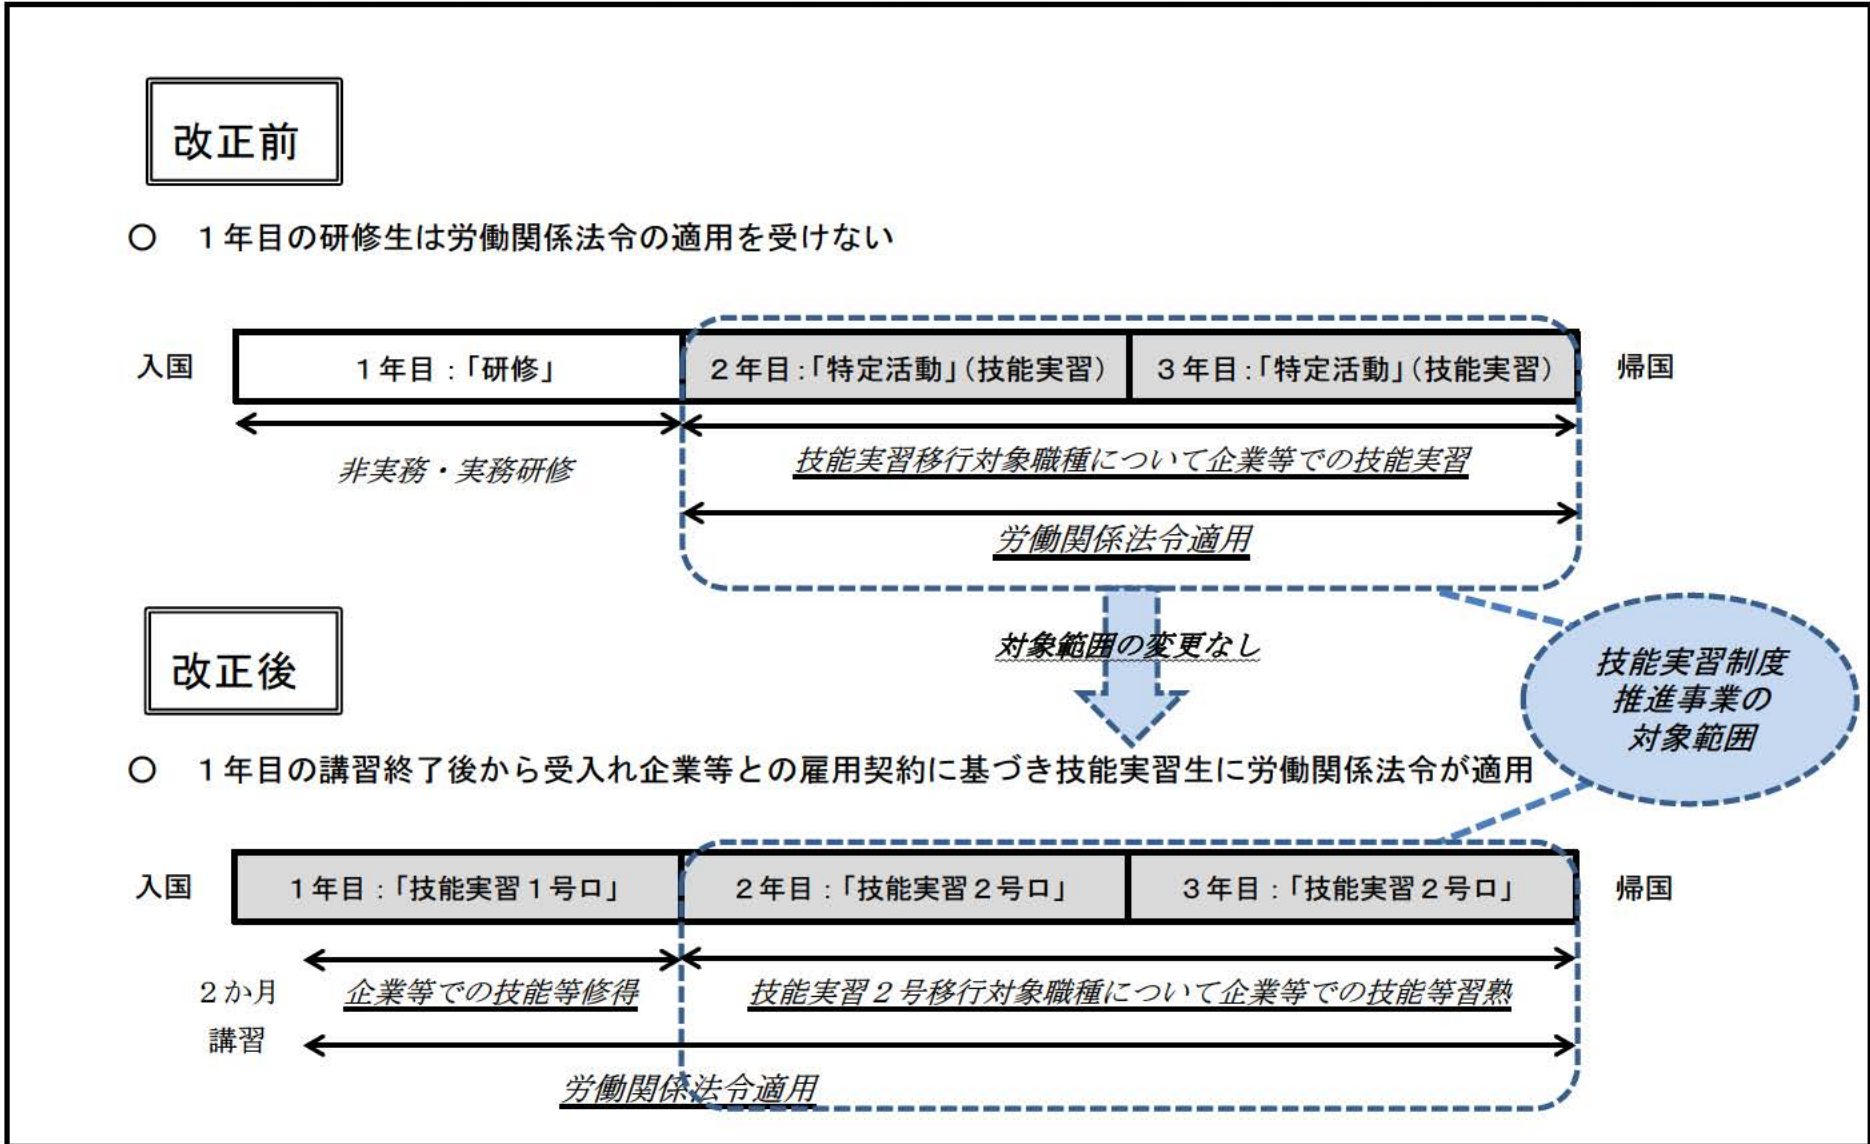 改正前
○ 1年目の研修生は労働関係法令の適用を受けない
入国
1年目：「研修」
2年目：「特定活動」（技能実習）
3年目：「特定活動」（技能実習）
帰国
非実務・実務研修
技能実習移行対象職種について企業等での技能実習
労働関係法令適用
対象範囲の変更なし
技能実習制度
推進事業の
対象範囲
改正後
○ 1年目の講習終了後から受入れ企業等との雇用契約に基づき技能実習生に労働関係法令が適用
入国
1年目：「技能実習1号ロ」
2年目：「技能実習2号ロ」
3年目：「技能実習2号ロ」
帰国
2か月
講習
企業等での技能等修得
技能実習2号移行対象職種について企業等での技能等習熟
労働関係法令適用